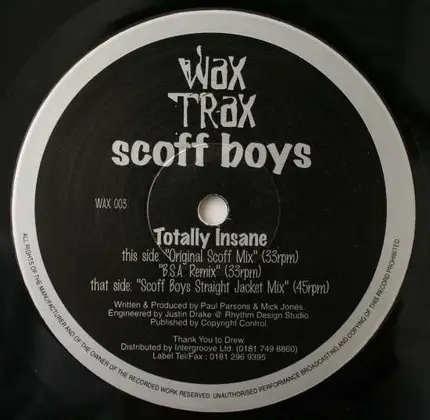 Wax
Trax
scoff boys
WAX 003
Totally Insane
this side: "Original Scoff Mix" (33rpm)
"B.S.A. Remix" (33rpm)
that side: "Scoff Boys Straight Jacket Mix" (45rpm)
Written & Produced by Paul Parsons & Mick Jones.
Engineered by Justin Drake @ Rhythm Design Studio.
Published by Copyright Control.
Thank You to Drew.
Distributed by Intergroove Ltd. (0181 749 8860)
Label Tel/Fax : 0181 296 9395
ALL RIGHTS OF THE MANUFACTURER AND OF THE OWNER OF THE RECORDED WORK RESERVED. UNAUTHORISED PERFORMANCE BROADCASTING AND COPYING OF THIS RECORD PROHIBITED